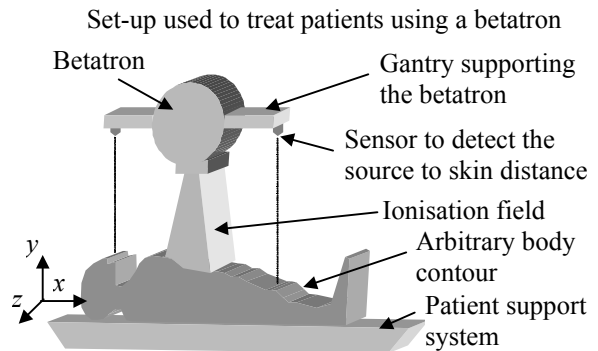 Set-up used to treat patients using a betatron
Betatron
Gantry supporting
the betatron
Sensor to detect the
source to skin distance
Ionisation field
Arbitrary body
contour
Patient support
system
y
x
z